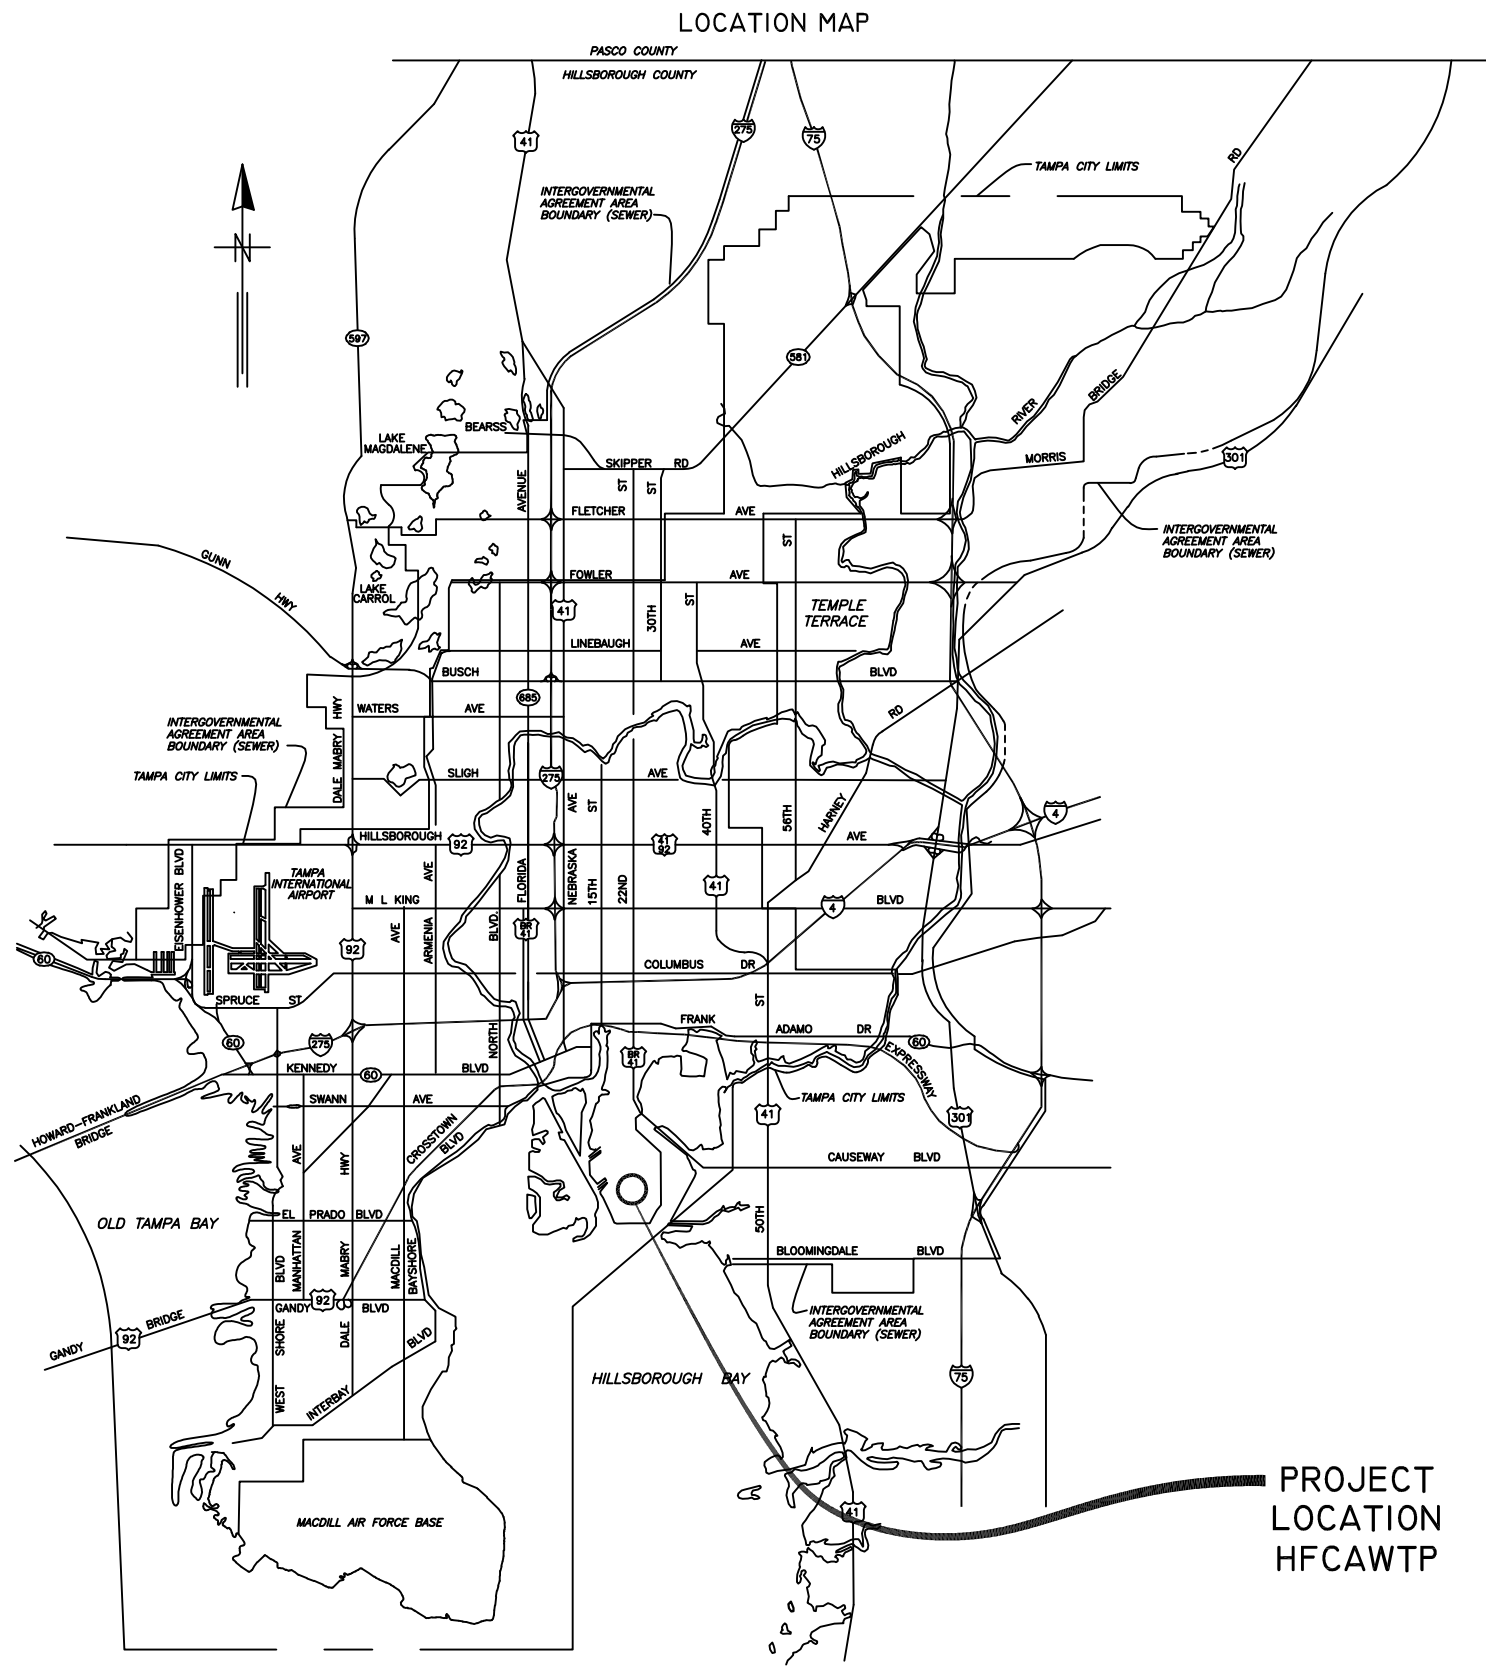 LOCATION MAP
PASCO COUNTY
HILLSBOROUGH COUNTY
275
75
41
RD
TAMPA CITY LIMITS
INTERGOVERNMENTAL
AGREEMENT AREA
BOUNDARY (SEWER)
N
597
581
BRIDGE
RIVER
BEARSS
LAKE
MAGDALENE
HILLSBOROUGH
SKIPPER RD
MORRIS
301
AVENUE
ST
ST
FLETCHER AVE
INTERGOVERNMENTAL
AGREEMENT AREA
BOUNDARY (SEWER)
ST
GUNN
HWY
FOWLER AVE
LAKE
CARROL
ST
41
30TH
TEMPLE
TERRACE
LINEBAUGH AVE
BUSCH BLVD
685
HWY
WATERS AVE
RD
INTERGOVERNMENTAL
AGREEMENT AREA
BOUNDARY (SEWER)
TAMPA CITY LIMITS
DALE MABRY
SLIGH AVE
275
AVE
ST
40TH
56TH
HARNEY
4
HILLSBOROUGH AVE
92
41
92
EISENHOWER BLVD
TAMPA
INTERNATIONAL
AIRPORT
AVE
FLORIDA
NEBRASKA
15TH
22ND
41
M L KING BLVD
4
AVE
ARMENIA
BLVD.
BR
41
92
60
COLUMBUS DR
SPRUCE ST
ST
FRANK
ADAMO DR
60
NORTH
60
275
BR
41
EXPRESSWAY
KENNEDY BLVD
60
SWANN AVE
TAMPA CITY LIMITS
41
301
HOWARD-FRANKLAND
BRIDGE
CROSSTOWN
BLVD
AVE
HWY
CAUSEWAY BLVD
OLD TAMPA BAY
EL PRADO BLVD
50TH
BLVD
MANHATTAN
MABRY
MACDILL
BAYSHORE
BLOOMINGDALE BLVD
92
GANDY BLVD
INTERGOVERNMENTAL
AGREEMENT AREA
BOUNDARY (SEWER)
GANDY
92
BRIDGE
SHORE
DALE
BLVD
HILLSBOROUGH BAY
75
WEST
INTERBAY
PROJECT
LOCATION
HFCAWTP
41
MACDILL AIR FORCE BASE